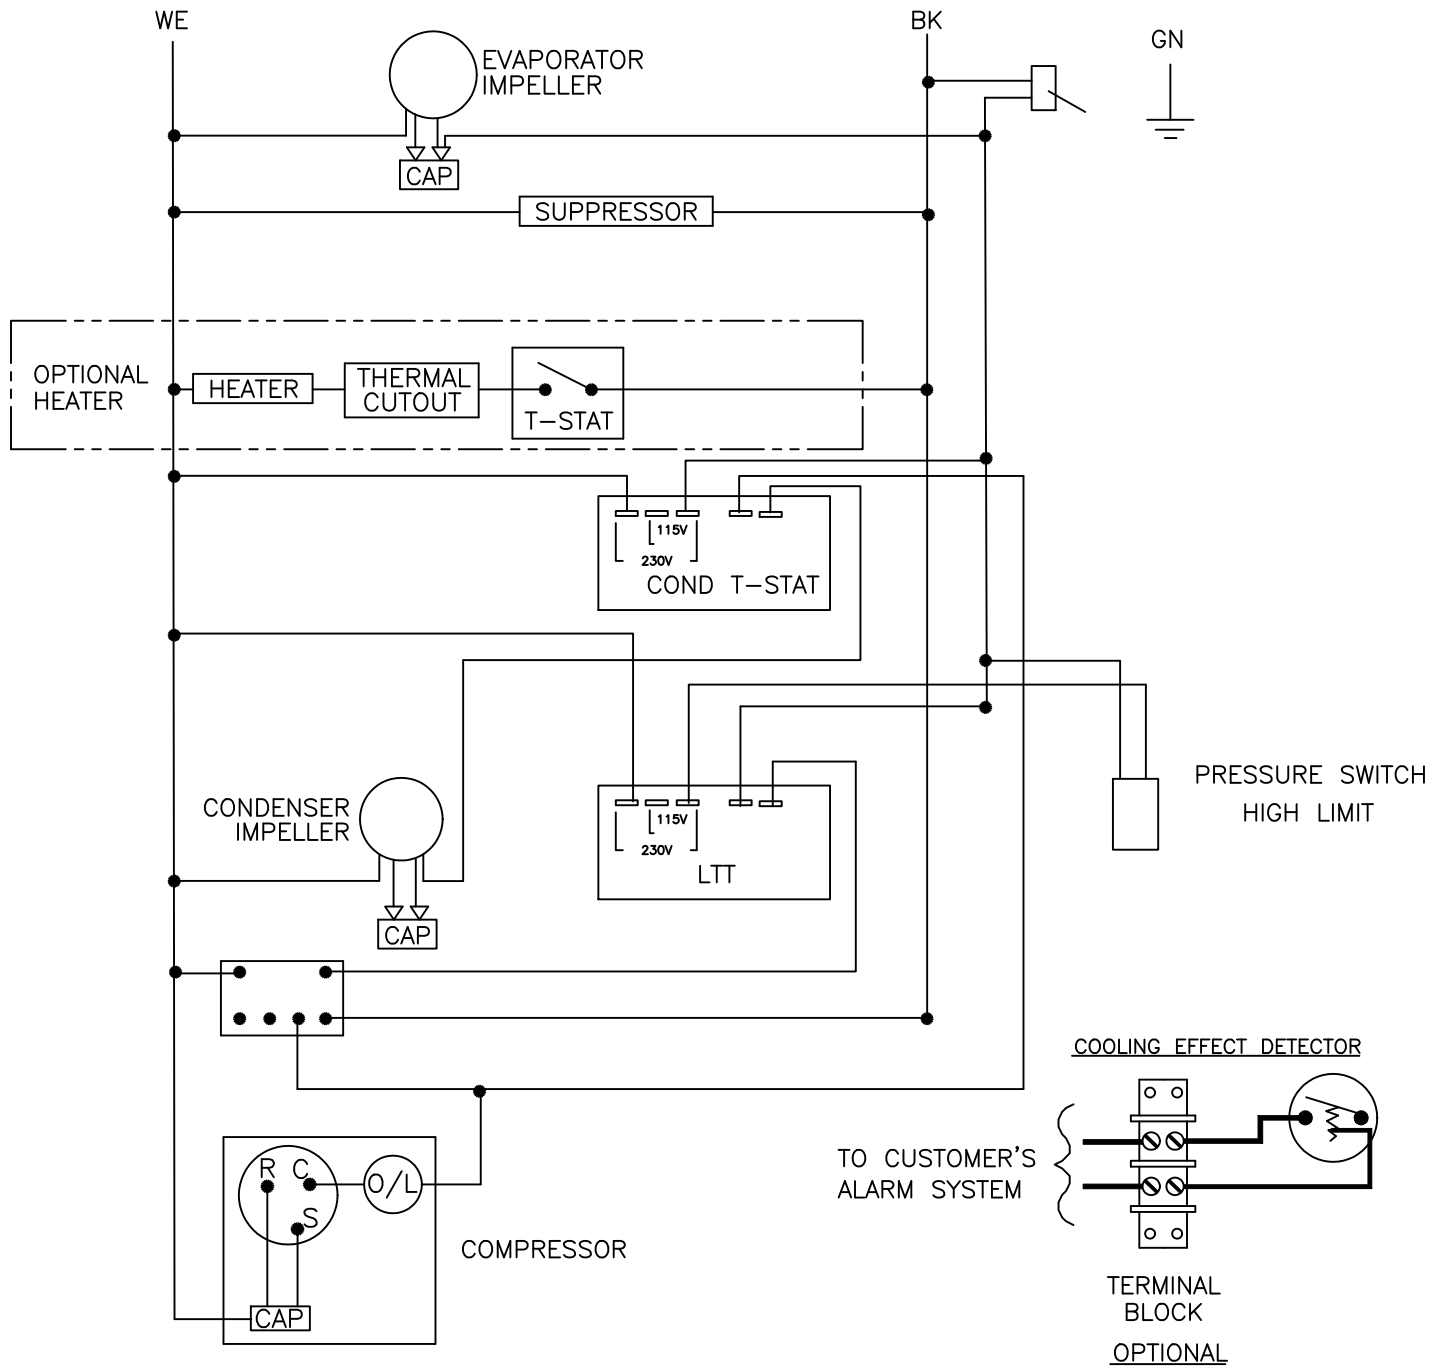 WE
BK
GN
EVAPORATOR
IMPELLER
CAP
SUPPRESSOR
OPTIONAL
HEATER
HEATER
THERMAL
CUTOUT
T-STAT
115V
230V
COND T-STAT
CONDENSER
IMPELLER
CAP
115V
230V
LTT
PRESSURE SWITCH
HIGH LIMIT
COOLING EFFECT DETECTOR
TO CUSTOMER'S
ALARM SYSTEM
TERMINAL
BLOCK
OPTIONAL
R C
S
O/L
CAP
COMPRESSOR